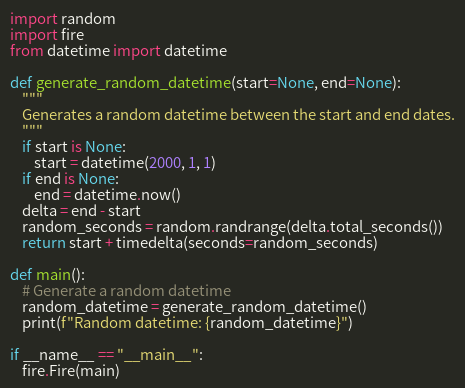 import random
import fire
from datetime import datetime

def generate_random_datetime(start=None, end=None):
    """
    Generates a random datetime between the start and end dates.
    """
    if start is None:
        start = datetime(2000, 1, 1)
    if end is None:
        end = datetime.now()
    delta = end - start
    random_seconds = random.randrange(delta.total_seconds())
    return start + timedelta(seconds=random_seconds)

def main():
    # Generate a random datetime
    random_datetime = generate_random_datetime()
    print(f"Random datetime: {random_datetime}")

if __name__ == "__main__":
    fire.Fire(main)